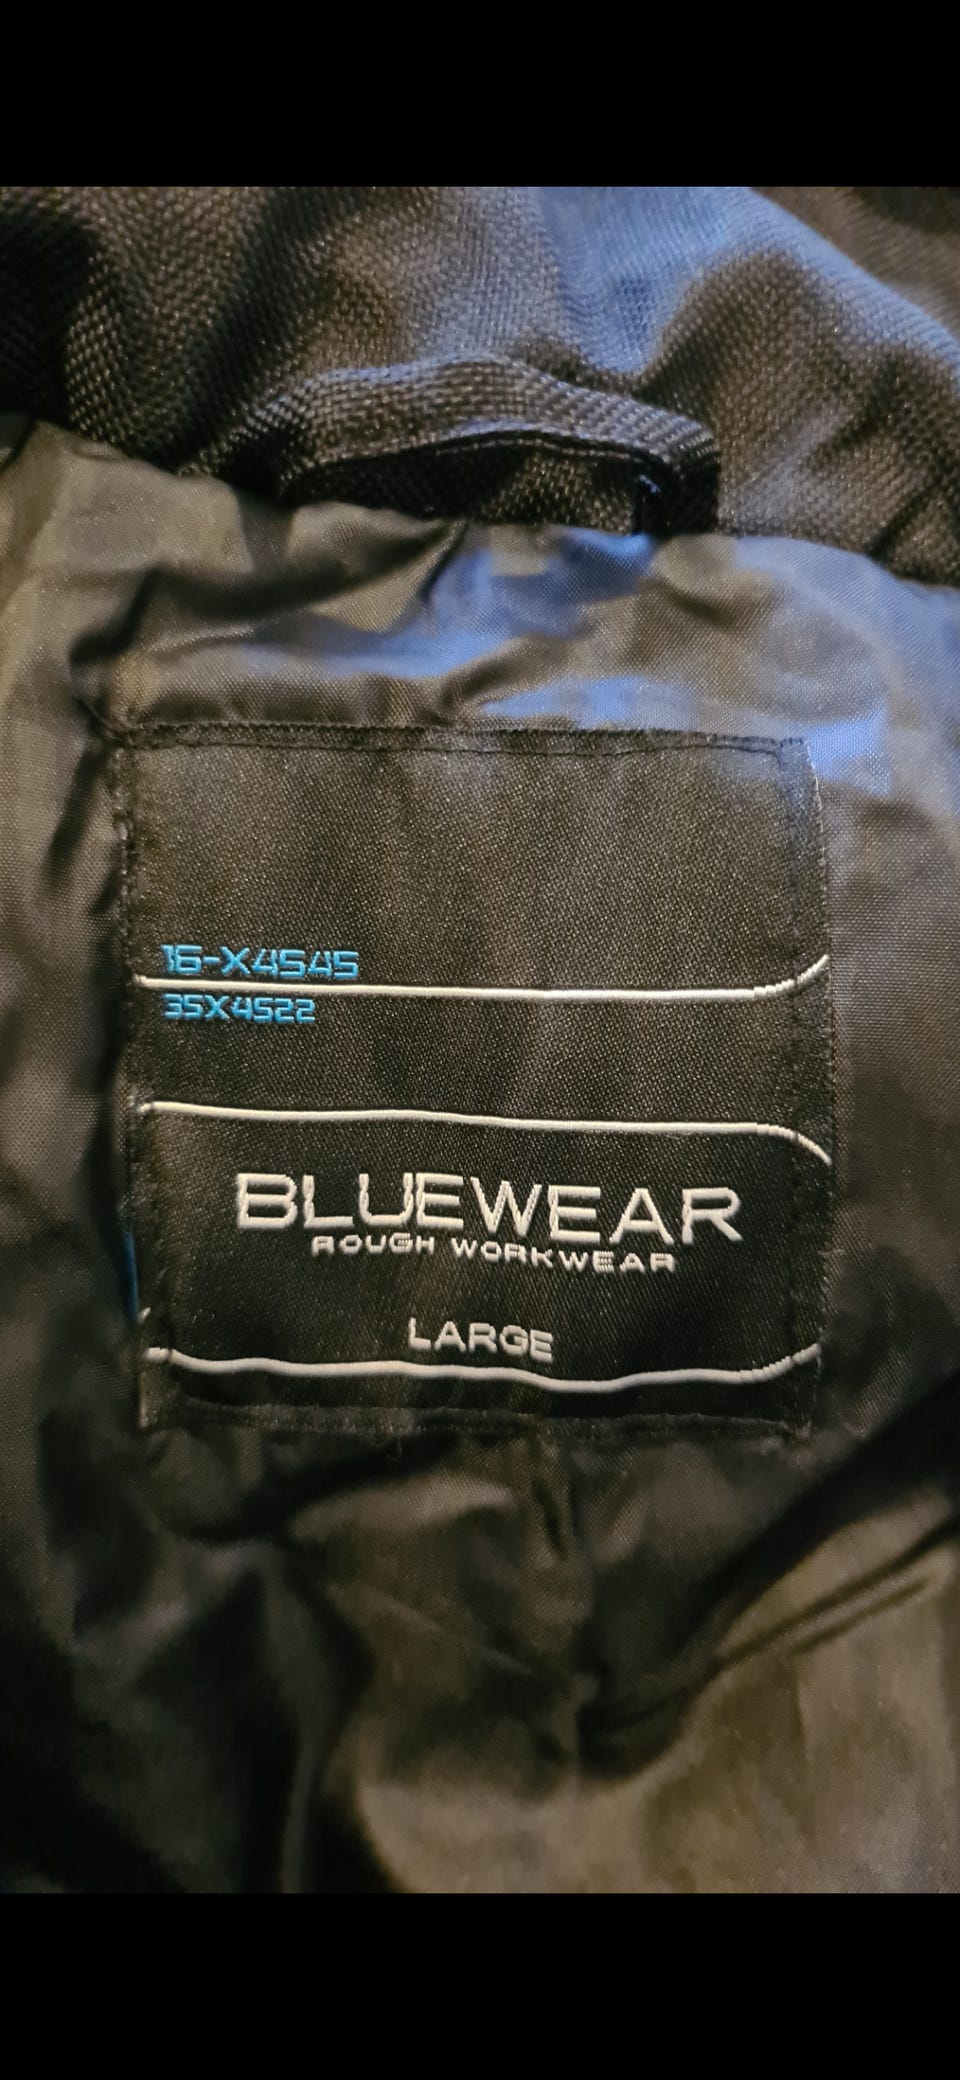 16-X4545
35X4522
BLUEWEAR
ROUGH WORKWEAR
LARGE